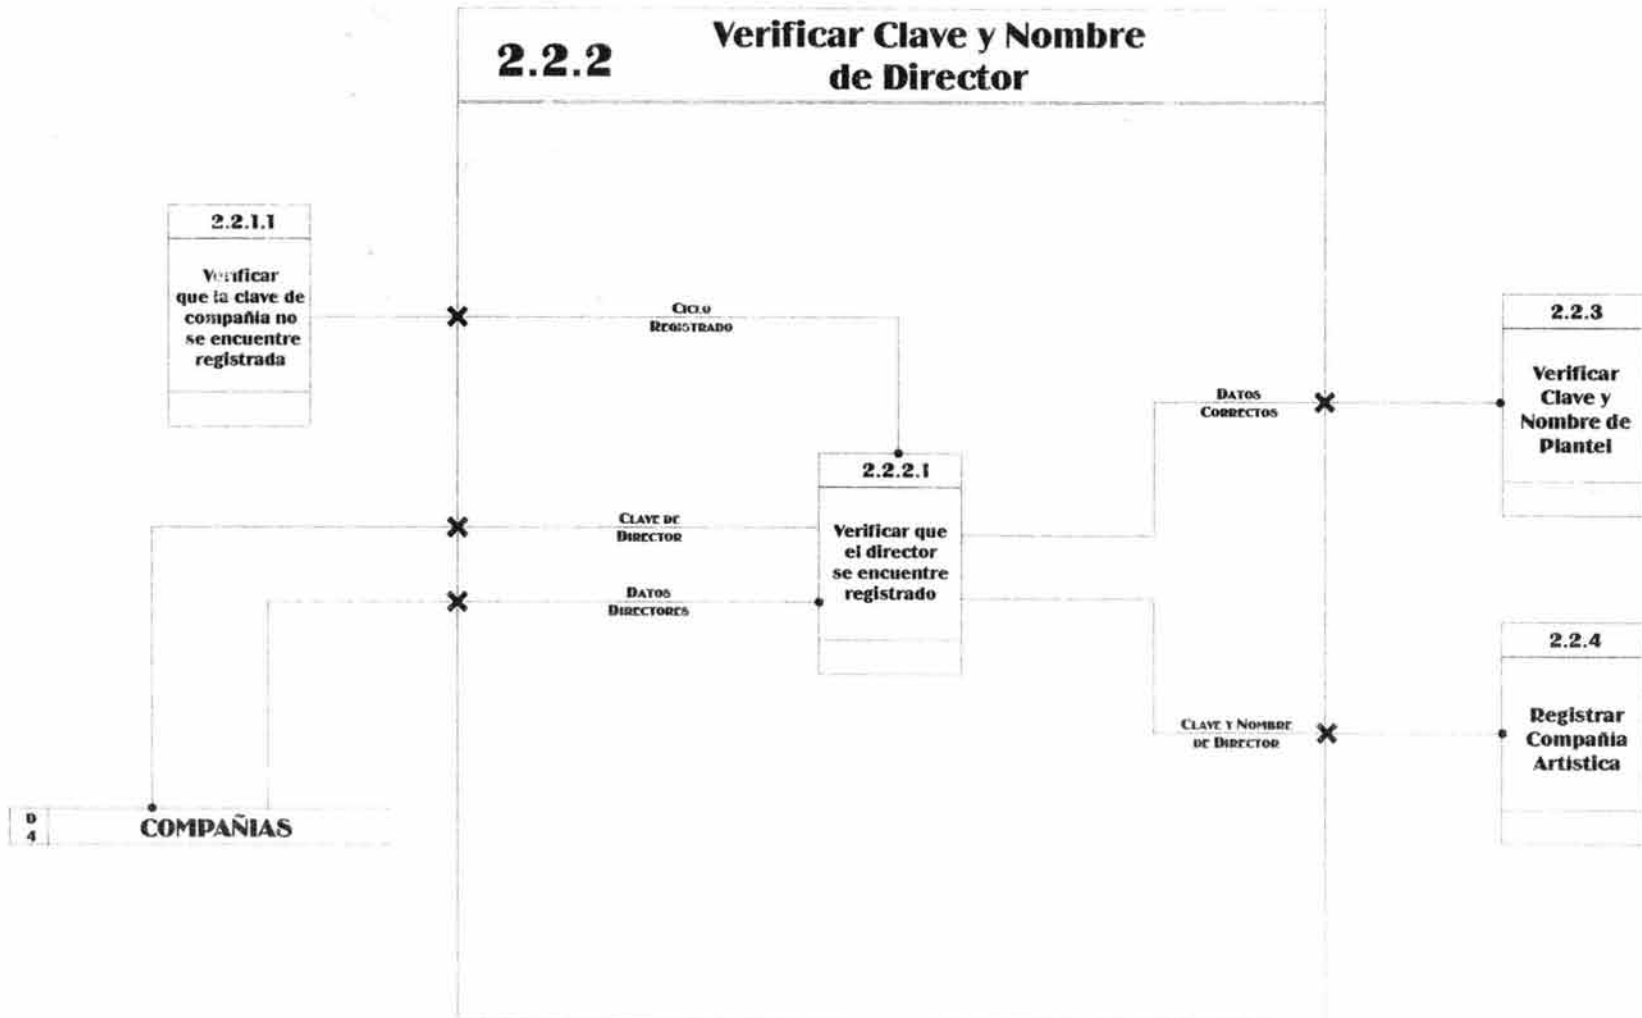 2.2.2
Verificar Clave y Nombre
de Director
2.2.1.1
Verificar
que la clave de
compañia no
se encuentre
registrada
CICLO
REGISTRADO
2.2.3
Verificar
Clave y
Nombre de
Plantel
DATOS
CORRECTOS
2.2.2.1
Verificar que
el director
se encuentre
registrado
CLAVE DE
DIRECTOR
DATOS
DIRECTORES
2.2.4
Registrar
Compañia
Artistica
CLAVE Y NOMBRE
DE DIRECTOR
D
4
COMPAÑIAS